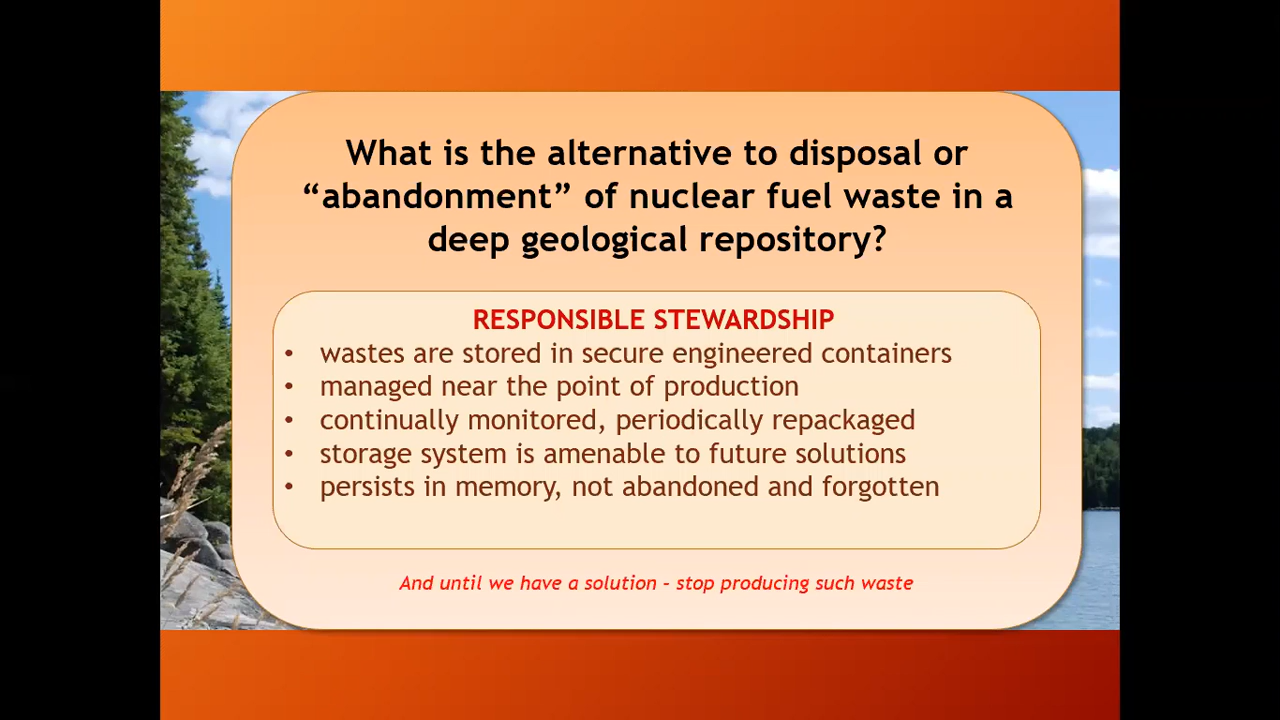 What is the alternative to disposal or
“abandonment” of nuclear fuel waste in a
deep geological repository?
RESPONSIBLE STEWARDSHIP
• wastes are stored in secure engineered containers
• managed near the point of production
• continually monitored, periodically repackaged
• storage system is amenable to future solutions
• persists in memory, not abandoned and forgotten
And until we have a solution – stop producing such waste